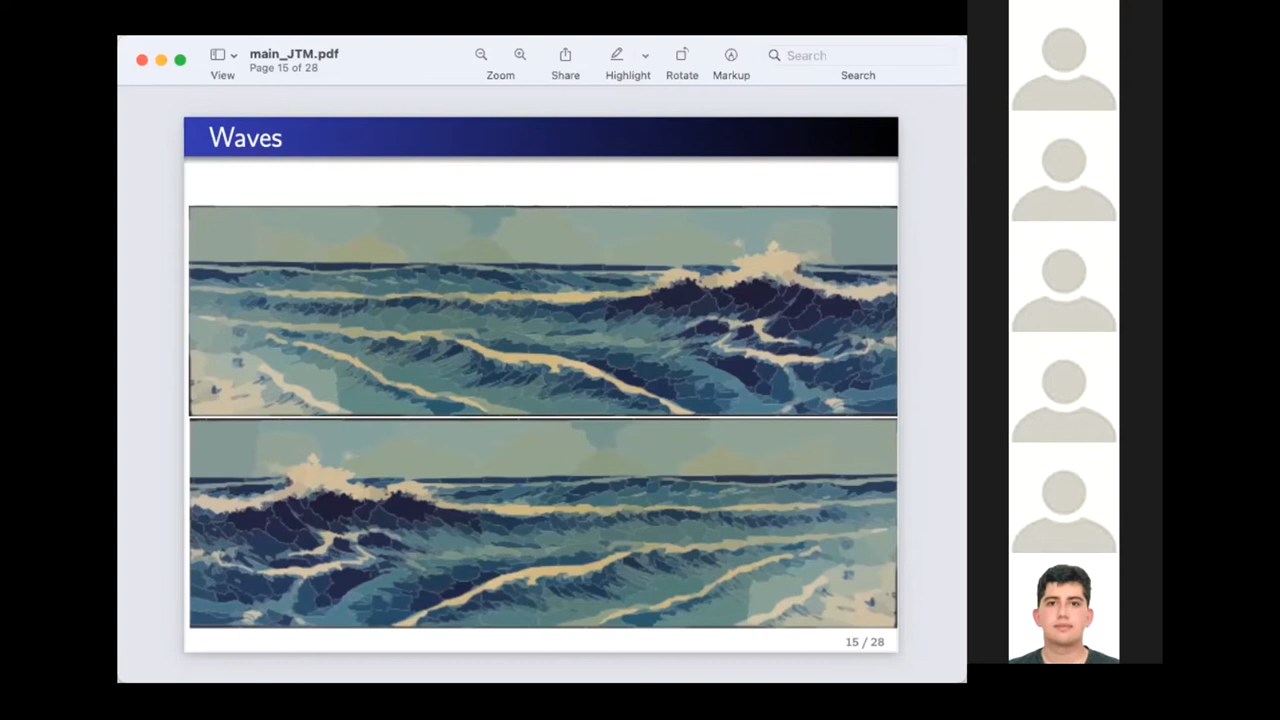 main_JTM.pdf
Page 15 of 28
View
Zoom
Share
Highlight
Rotate
Markup
Search
Search
Waves
15 / 28